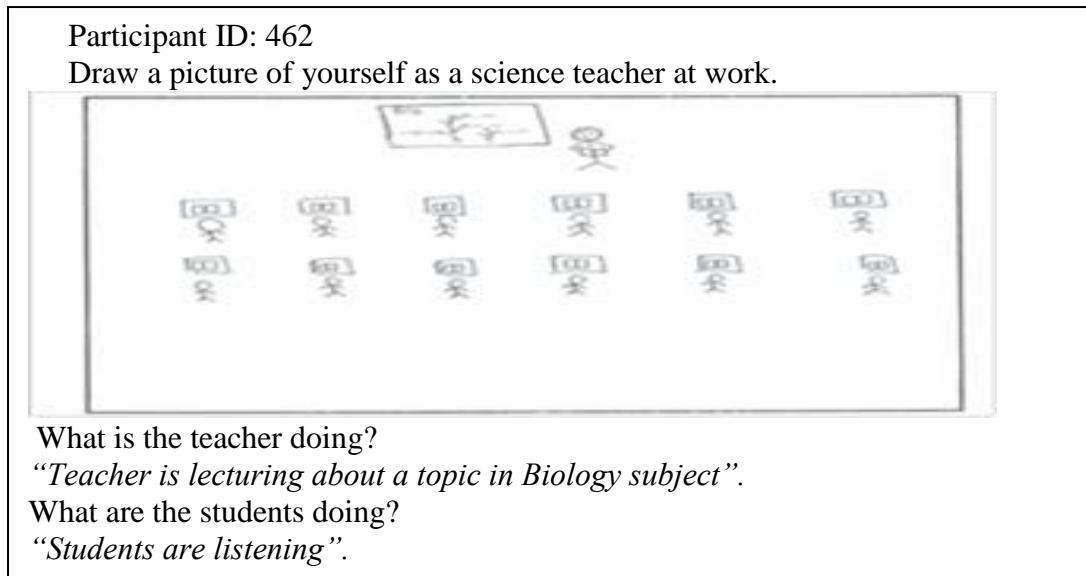 Participant ID: 462
Draw a picture of yourself as a science teacher at work.
What is the teacher doing?
“Teacher is lecturing about a topic in Biology subject”.
What are the students doing?
“Students are listening”.